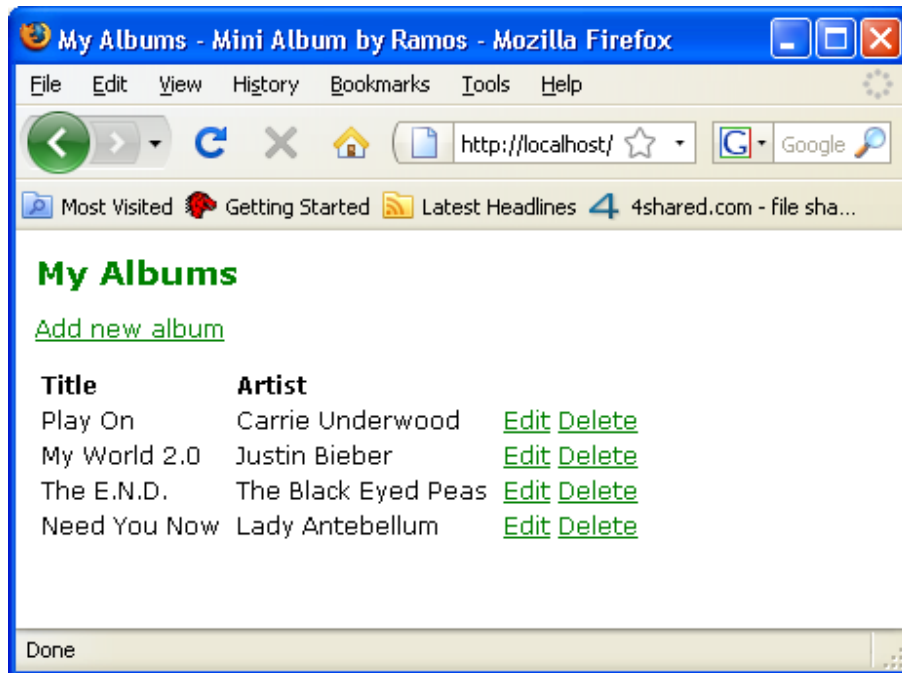 My Albums - Mini Album by Ramos - Mozilla Firefox
File Edit View History Bookmarks Tools Help
http://localhost/ G Google
Most Visited Getting Started Latest Headlines 4 4shared.com - file sha...
My Albums
Add new album
Title Artist
Play On Carrie Underwood Edit Delete
My World 2.0 Justin Bieber Edit Delete
The E.N.D. The Black Eyed Peas Edit Delete
Need You Now Lady Antebellum Edit Delete
Done